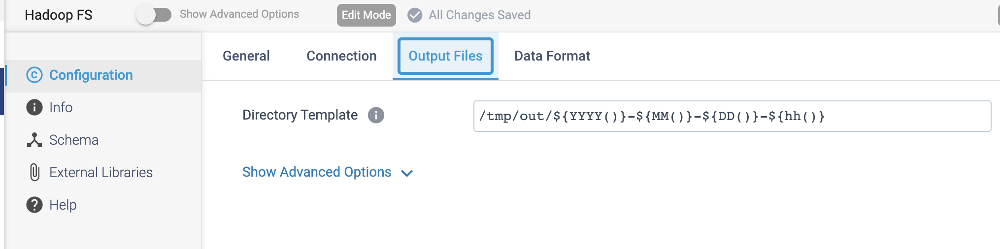 Hadoop FS
Show Advanced Options
Edit Mode
All Changes Saved
Configuration
Info
Schema
External Libraries
Help
General
Connection
Output Files
Data Format
Directory Template
/tmp/out/${YYYY()}-${MM()}-${DD()}-${hh()}
Show Advanced Options